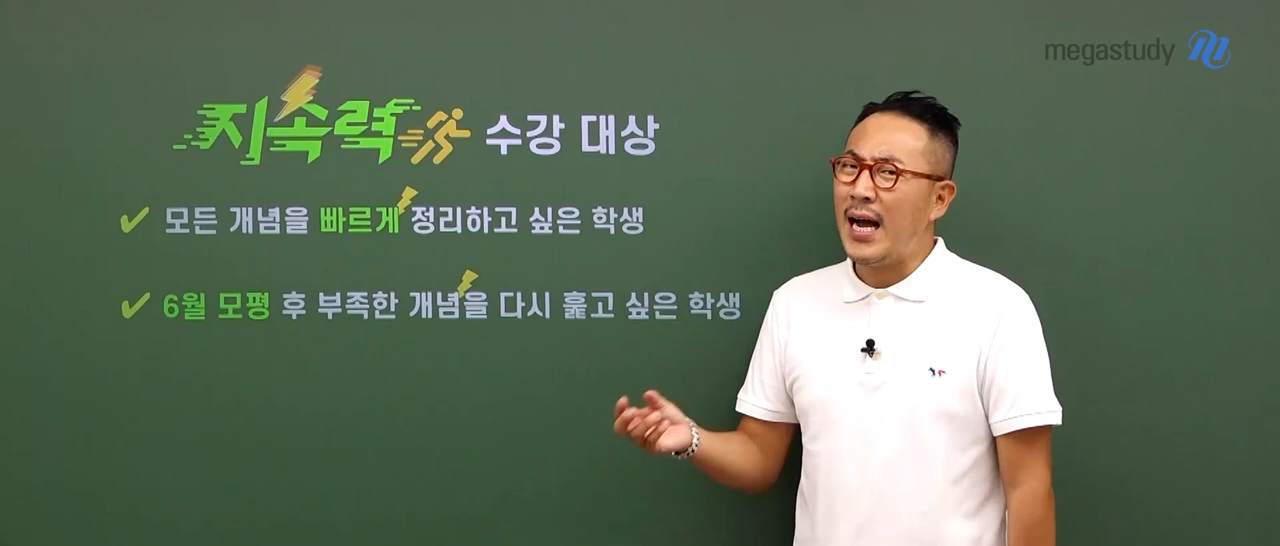 megastudy
지속력 수강 대상
모든 개념을 빠르게 정리하고 싶은 학생
6월 모평 후 부족한 개념을 다시 훑고 싶은 학생